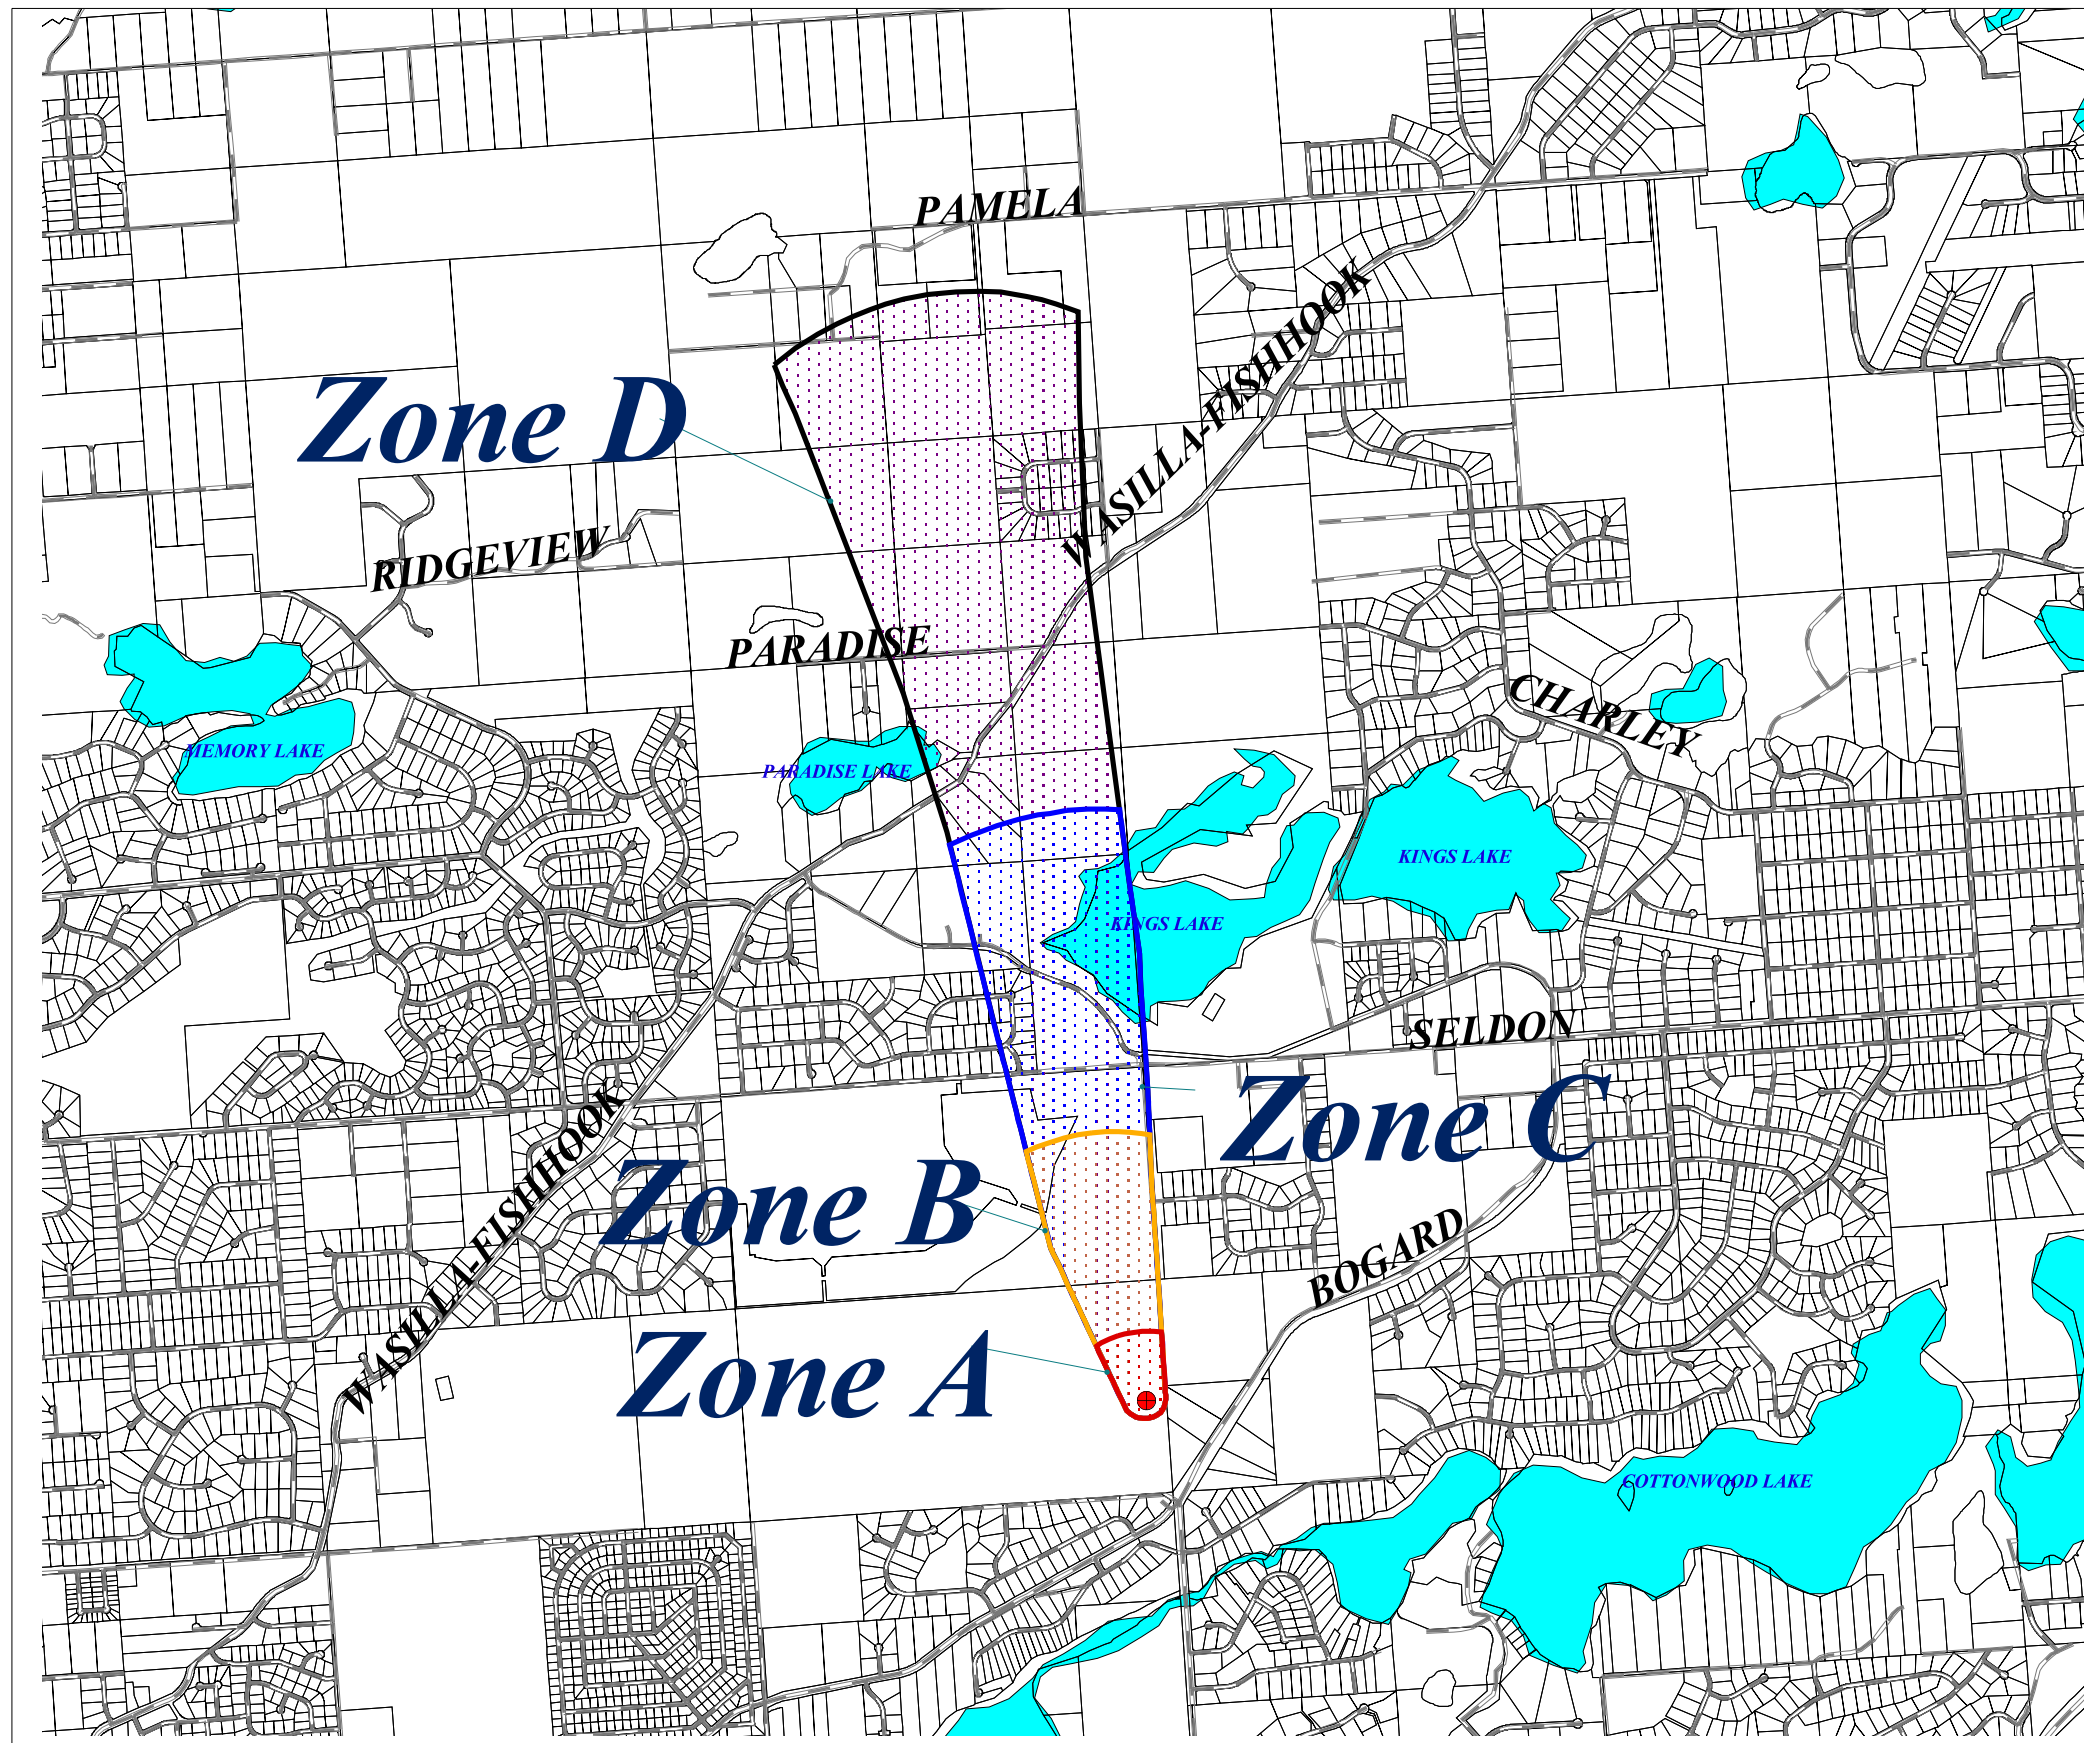 PAMELA
WASILLA-FISHHOOK
Zone D
RIDGEVIEW
PARADISE
CHARLEY
MEMORY LAKE
PARADISE LAKE
KINGS LAKE
KINGS LAKE
SELDON
Zone C
WASILLA-FISHHOOK
Zone B
BOGARD
Zone A
COTTONWOOD LAKE